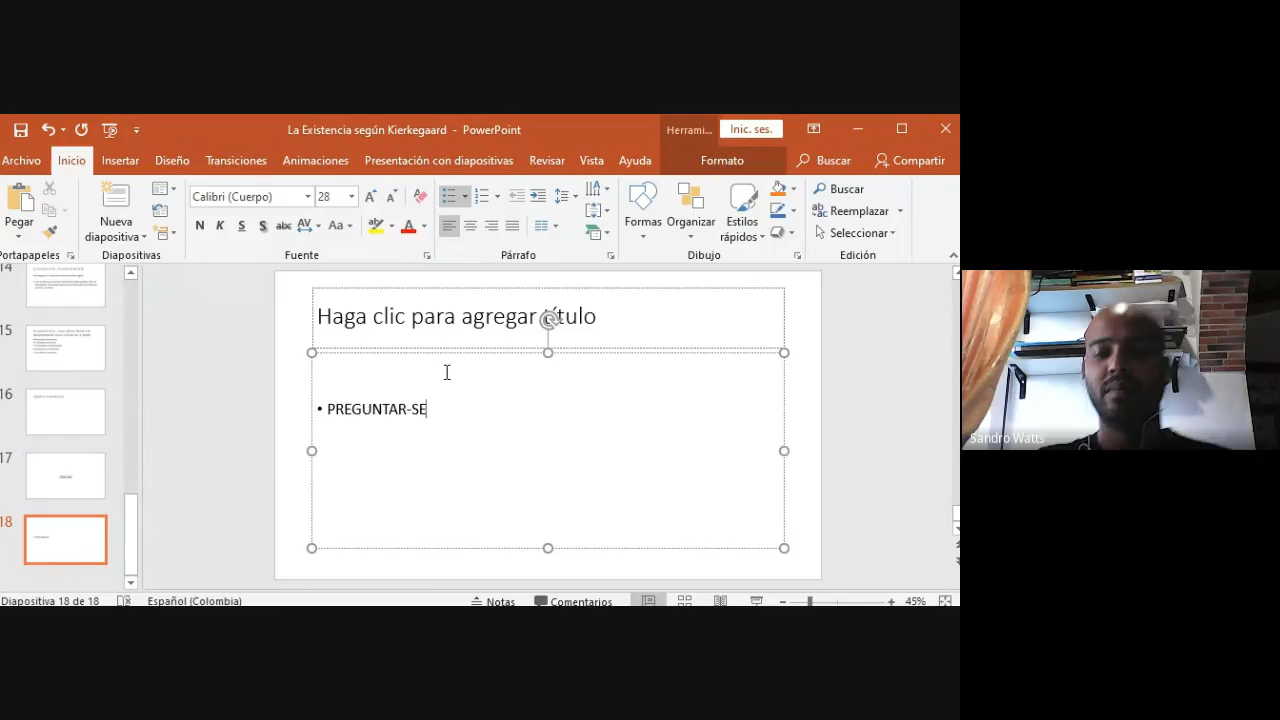 La Existencia según Kierkegaard - PowerPoint
Herrami...
Inic. ses.
Archivo
Inicio
Insertar
Diseño
Transiciones
Animaciones
Presentación con diapositivas
Revisar
Vista
Ayuda
Formato
Buscar
Compartir
Pegar
Nueva
diapositiva
Calibri (Cuerpo)
28
N K S S abc AV Aa A
Formas
Organizar
Estilos
rápidos
Buscar
Reemplazar
Seleccionar
Portapapeles
Diapositivas
Fuente
Párrafo
Dibujo
Edición
14
15
16
17
18
Haga clic para agregar título
• PREGUNTAR-SE
Sandro Watts
Diapositiva 18 de 18
Español (Colombia)
Notas
Comentarios
45%